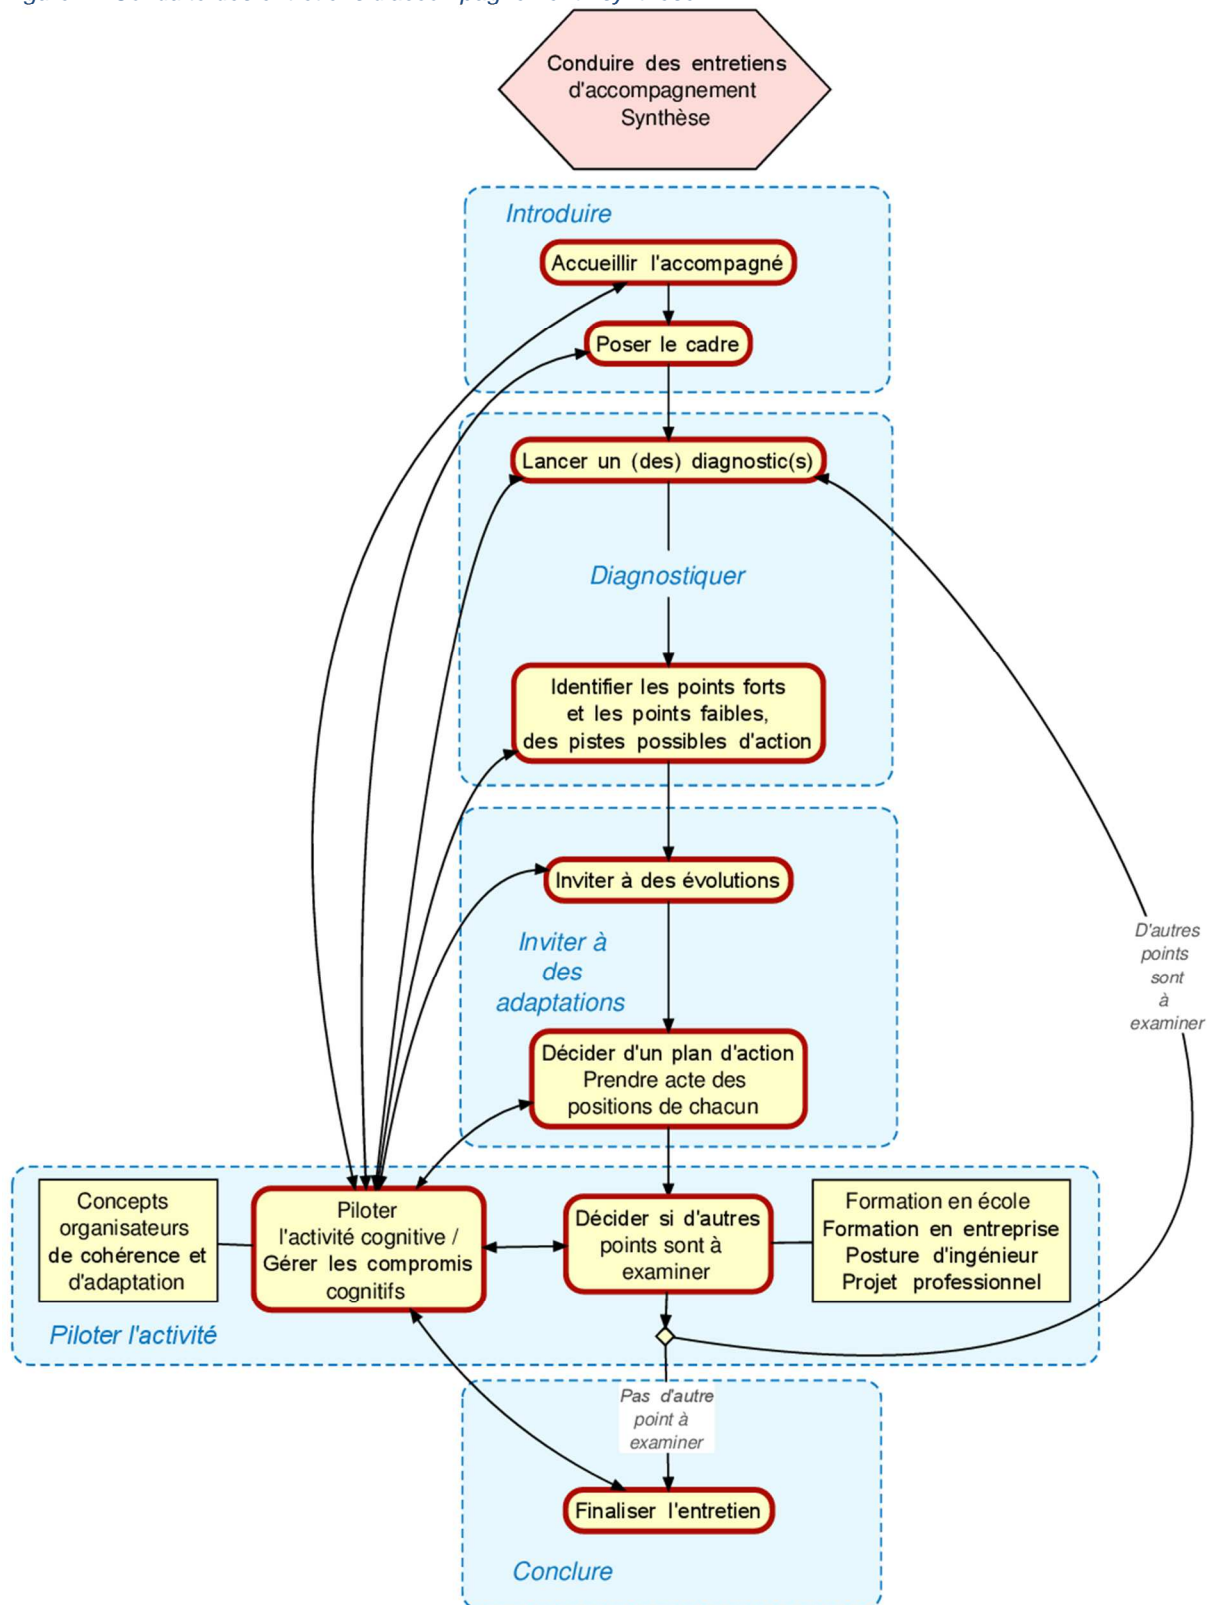 Conduire des entretiens
d'accompagnement
Synthèse
Introduire
Accueillir l'accompagné
Poser le cadre
Lancer un (des) diagnostic(s)
Diagnostiquer
Identifier les points forts
et les points faibles,
des pistes possibles d'action
Inviter à des évolutions
Inviter à
des
adaptations
D'autres
points
sont
à
examiner
Décider d'un plan d'action
Prendre acte des
positions de chacun
Concepts
organisateurs
de cohérence et
d'adaptation
Piloter
l'activité cognitive /
Gérer les compromis
cognitifs
Décider si d'autres
points sont à
examiner
Formation en école
Formation en entreprise
Posture d'ingénieur
Projet professionnel
Piloter l'activité
Pas d'autre
point à
examiner
Finaliser l'entretien
Conclure